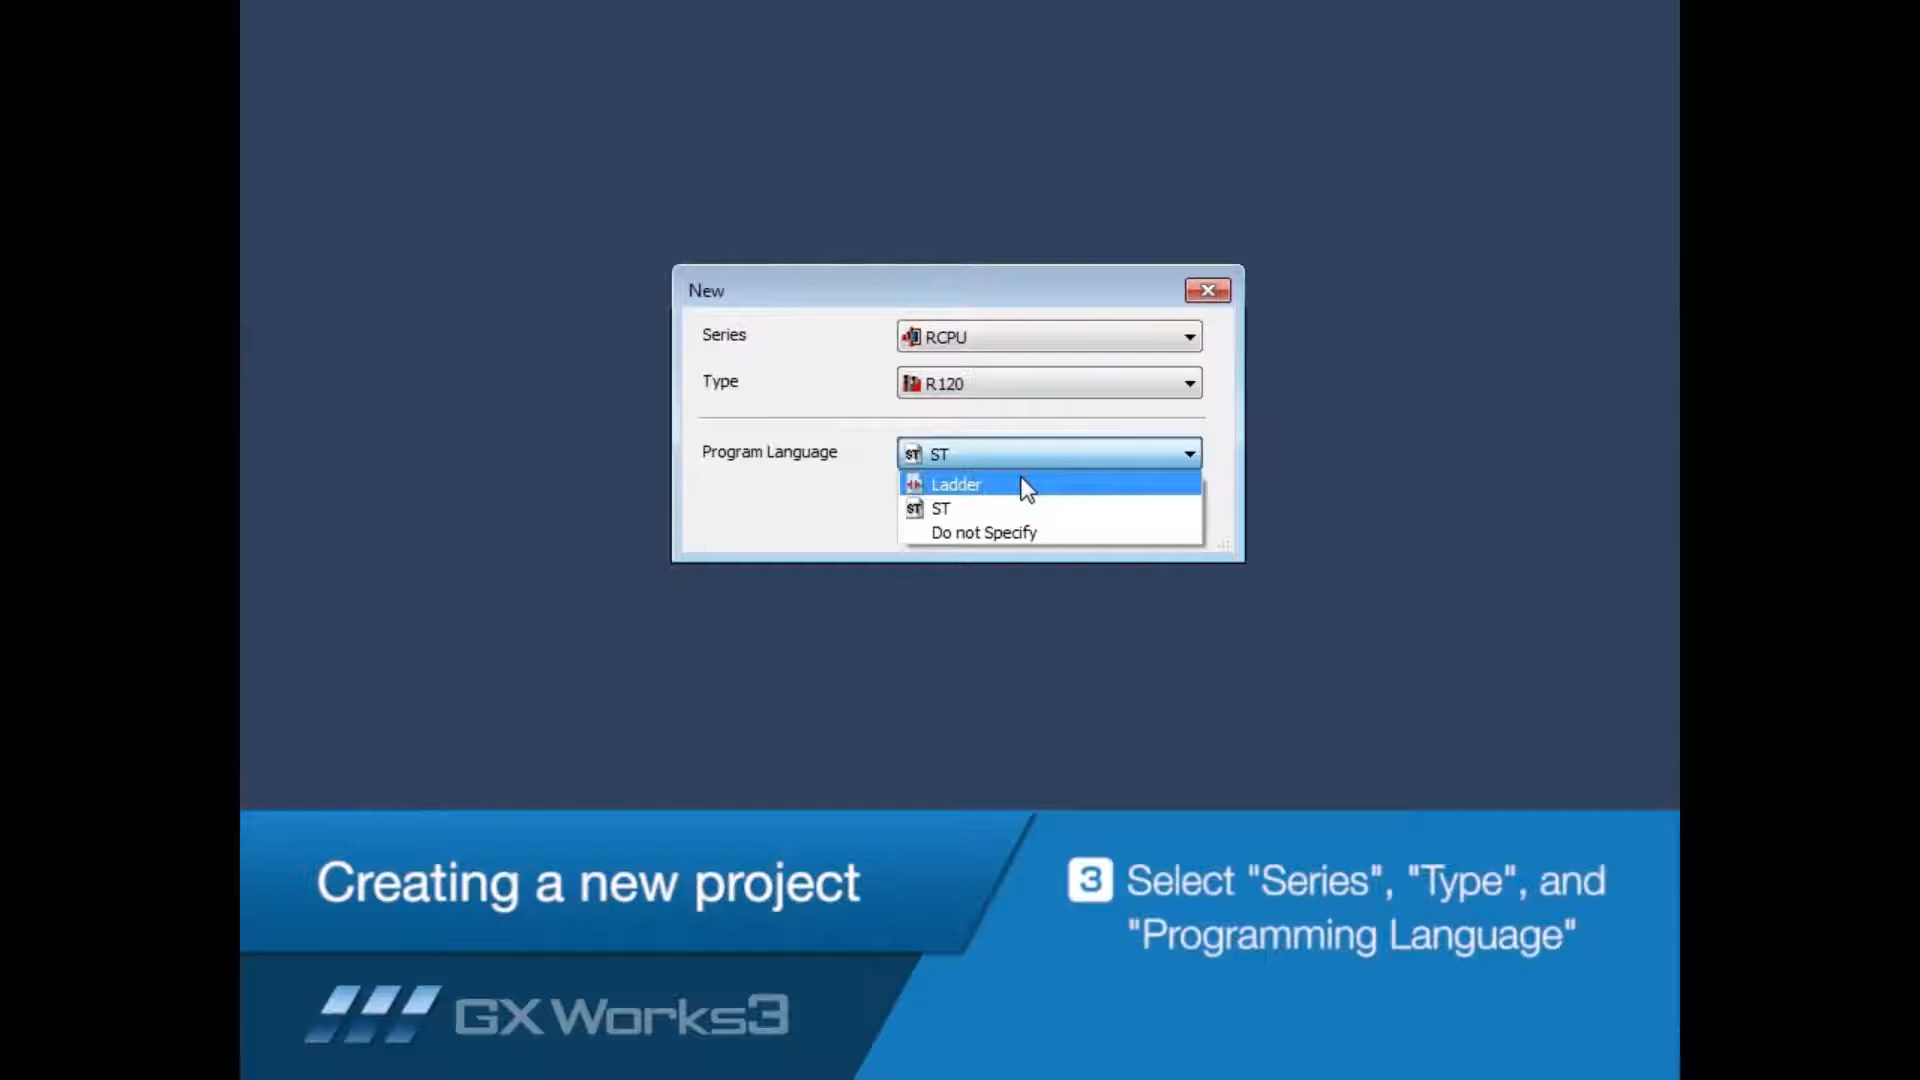 New
Series
RCPU
Type
R120
Program Language
ST
Ladder
ST
Do not Specify
Creating a new project
3 Select "Series", "Type", and
"Programming Language"
GX Works3